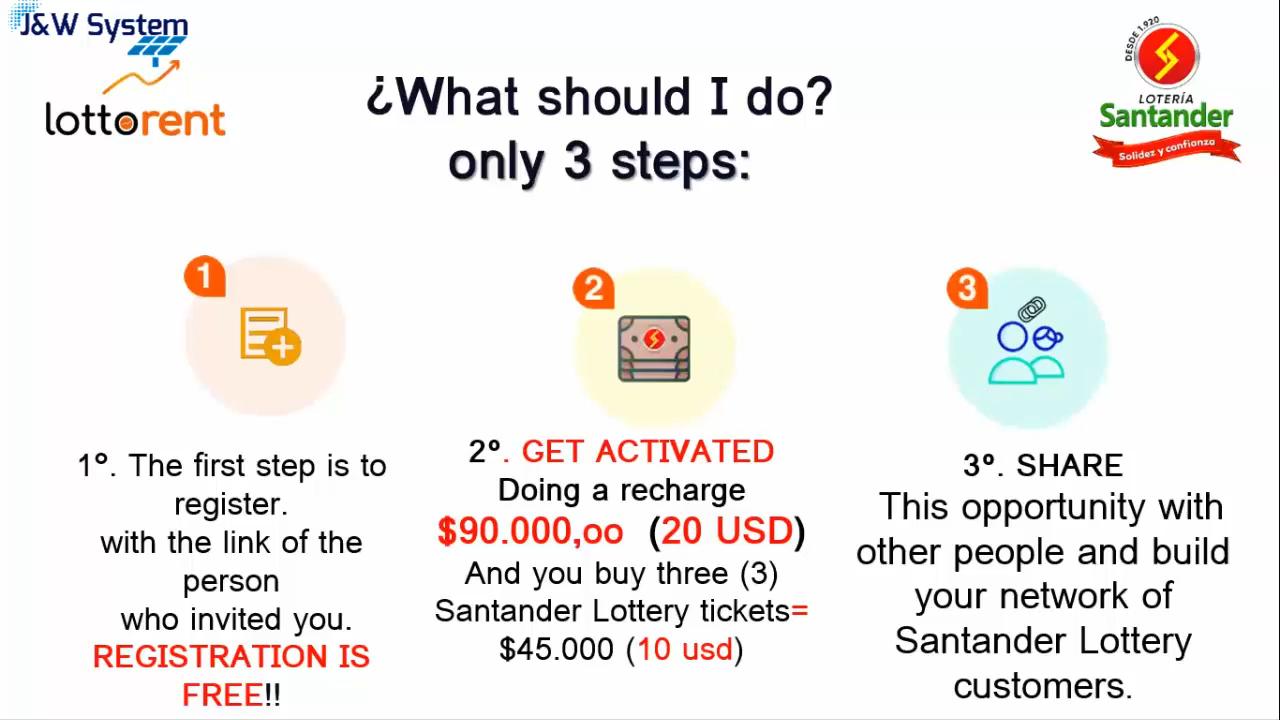 J&W System
lottorent
¿What should I do?
only 3 steps:
DESDE 1.920
LOTERÍA
Santander
Solidez y confianza
1
1º. The first step is to
register.
with the link of the
person
who invited you.
REGISTRATION IS
FREE!!
2
2º. GET ACTIVATED
Doing a recharge
$90.000,oo (20 USD)
And you buy three (3)
Santander Lottery tickets=
$45.000 (10 usd)
3
3º. SHARE
This opportunity with
other people and build
your network of
Santander Lottery
customers.